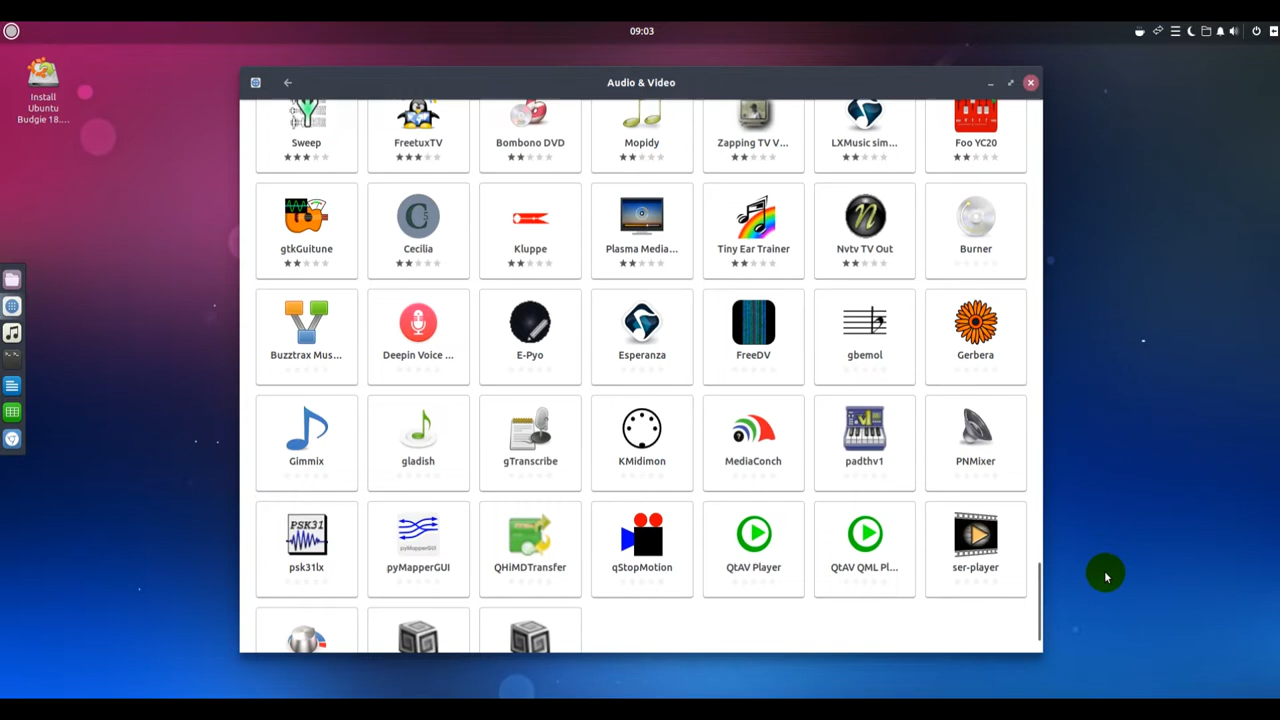 09:03
Install
Ubuntu
Budgie 18....
Audio & Video
Sweep
FreetuxTV
Bombono DVD
Mopidy
Zapping TV V...
LXMusic sim...
Foo YC20
gtkGuitune
Cecilia
Kluppe
Plasma Media...
Tiny Ear Trainer
Nvtv TV Out
Burner
Buzztrax Mus...
Deepin Voice ...
E-Pyo
Esperanza
FreeDV
gbemol
Gerbera
Gimmix
gladish
gTranscribe
KMidimon
MediaConch
padthv1
PNMixer
PSK31
pyMapperGUI
psk31lx
pyMapperGUI
QHiMDTransfer
qStopMotion
QtAV Player
QtAV QML Pl...
ser-player